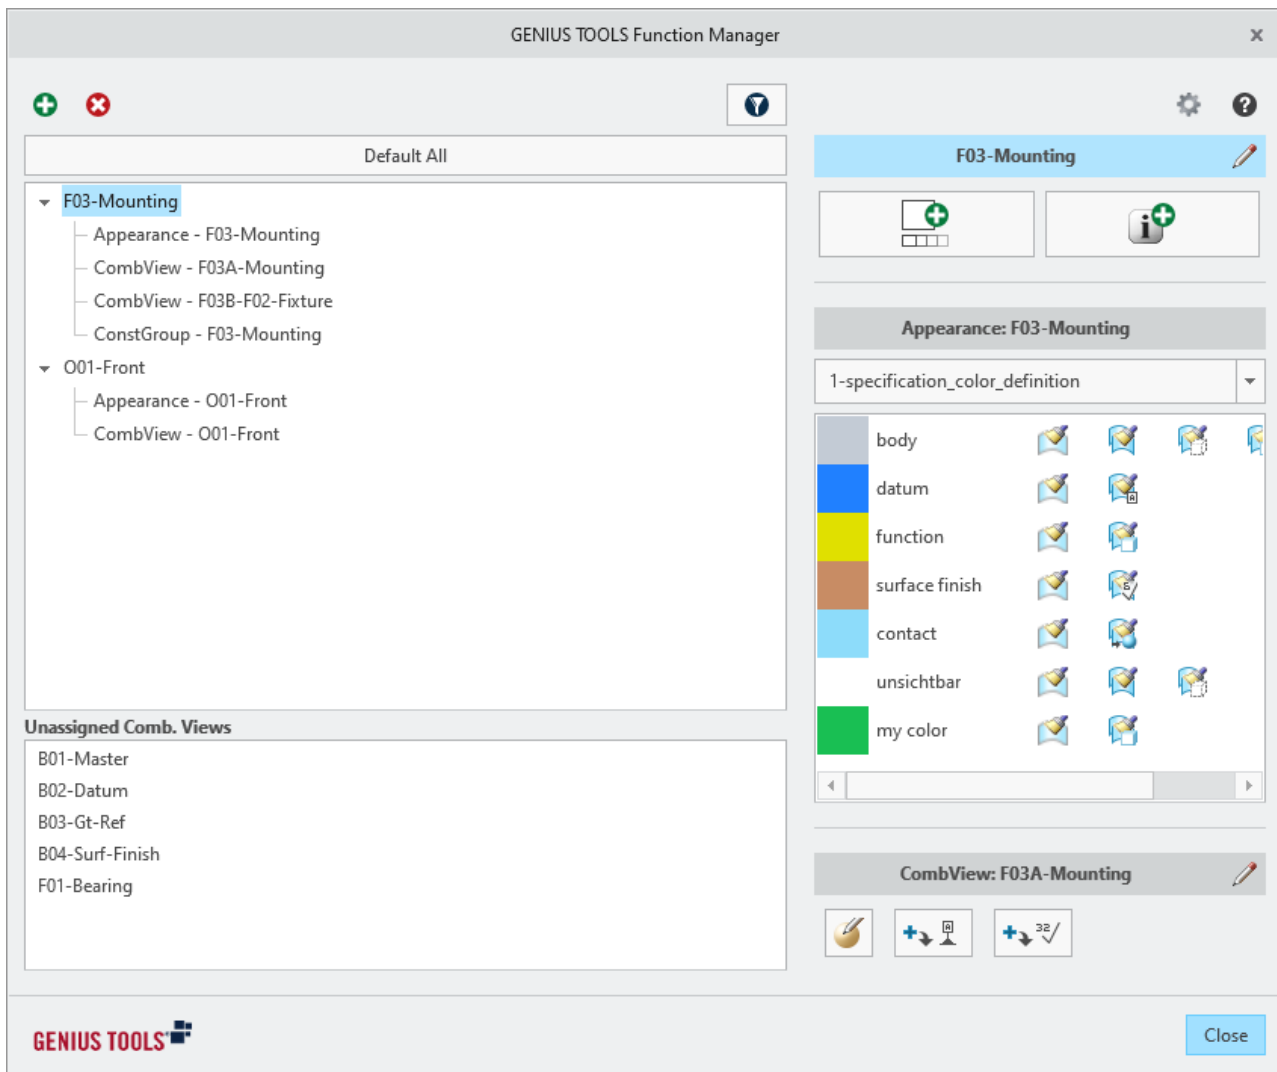 GENIUS TOOLS Function Manager
Default All
F03-Mounting
Appearance - F03-Mounting
CombView - F03A-Mounting
CombView - F03B-F02-Fixture
ConstGroup - F03-Mounting
O01-Front
Appearance - O01-Front
CombView - O01-Front
Unassigned Comb. Views
B01-Master
B02-Datum
B03-Gt-Ref
B04-Surf-Finish
F01-Bearing
F03-Mounting
Appearance: F03-Mounting
1-specification_color_definition
body
datum
function
surface finish
contact
unsichtbar
my color
CombView: F03A-Mounting
A
32
GENIUS TOOLS
Close